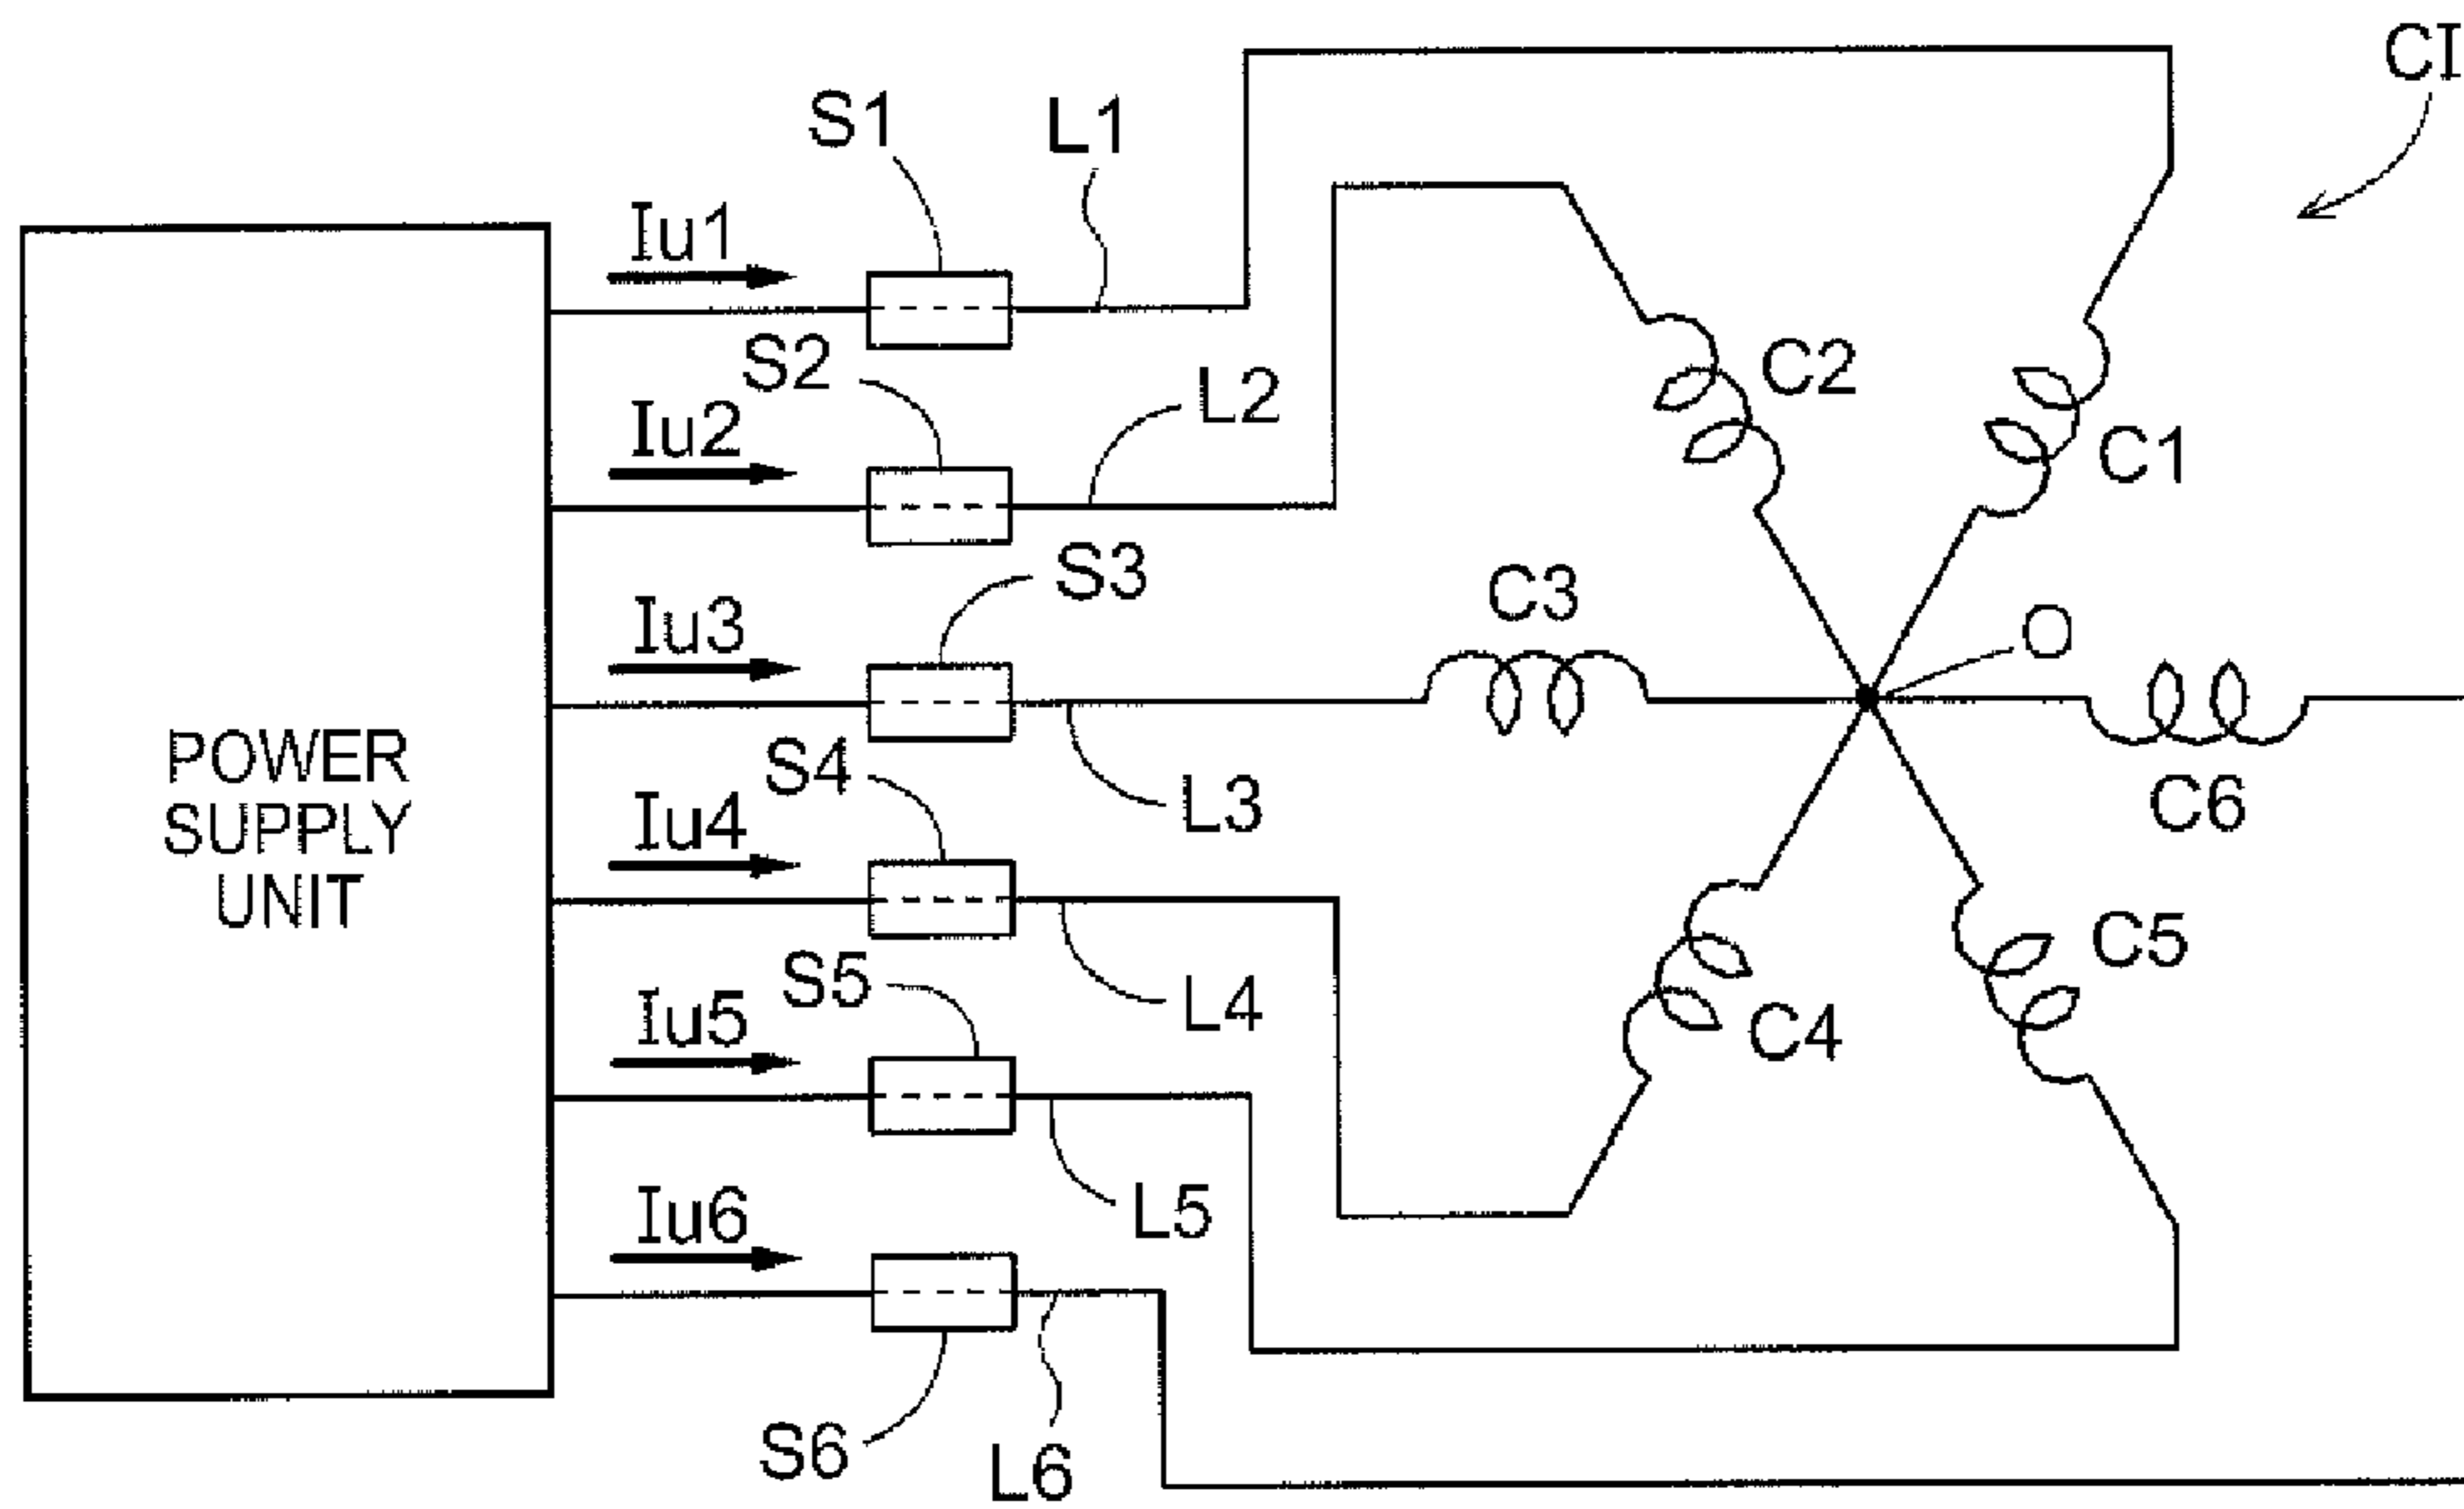 CI
S1
L1
Iu1
S2
C2
L2
Iu2
C1
S3
C3
Iu3
O
POWER
SUPPLY
UNIT
S4
L3
C6
Iu4
S5
C5
L4
C4
Iu5
L5
Iu6
S6
L6